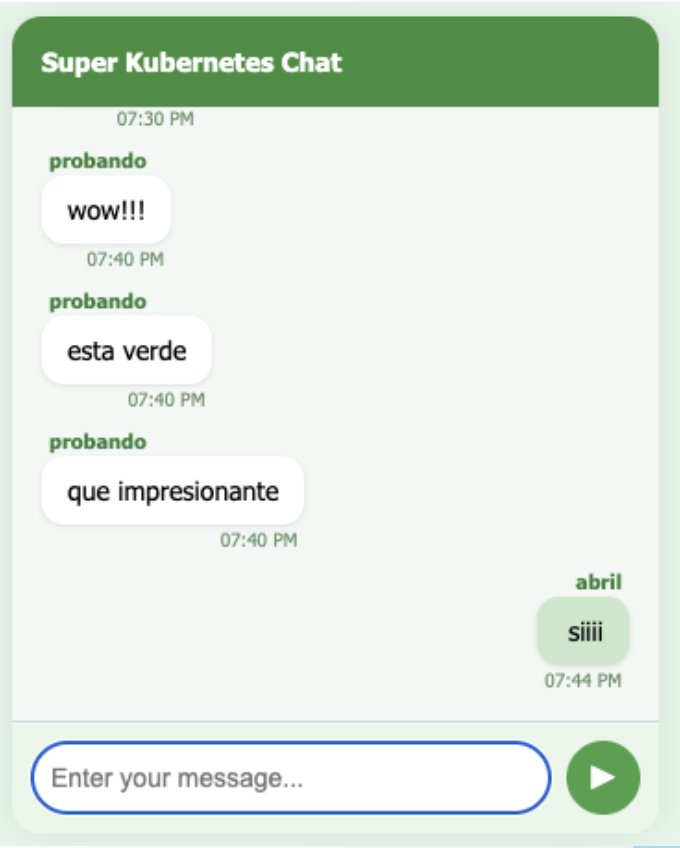 Super Kubernetes Chat
07:30 PM
probando
wow!!!
07:40 PM
probando
esta verde
07:40 PM
probando
que impresionante
07:40 PM
abril
siiii
07:44 PM
Enter your message...